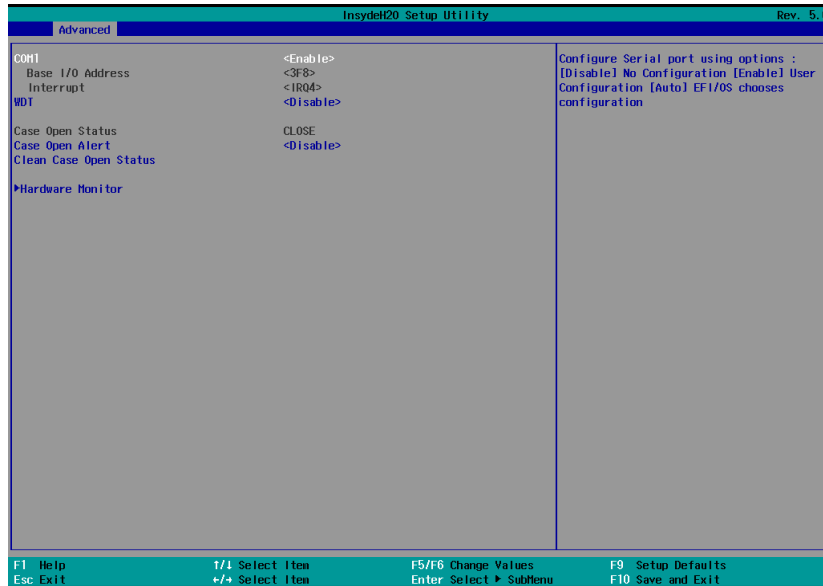 InsydeH20 Setup Utility Rev. 5.
Advanced
COM1 <Enable>
Base I/O Address <3F8>
Interrupt <IRQ4>
WDT <Disable>
Case Open Status CLOSE
Case Open Alert <Disable>
Clean Case Open Status
▶Hardware Monitor
Configure Serial port using options :
[Disable] No Configuration [Enable] User
Configuration [Auto] EFI/OS chooses
configuration
F1 Help ↑/↓ Select Item F5/F6 Change Values F9 Setup Defaults
Esc Exit ←/→ Select Item Enter Select ▶ SubMenu F10 Save and Exit